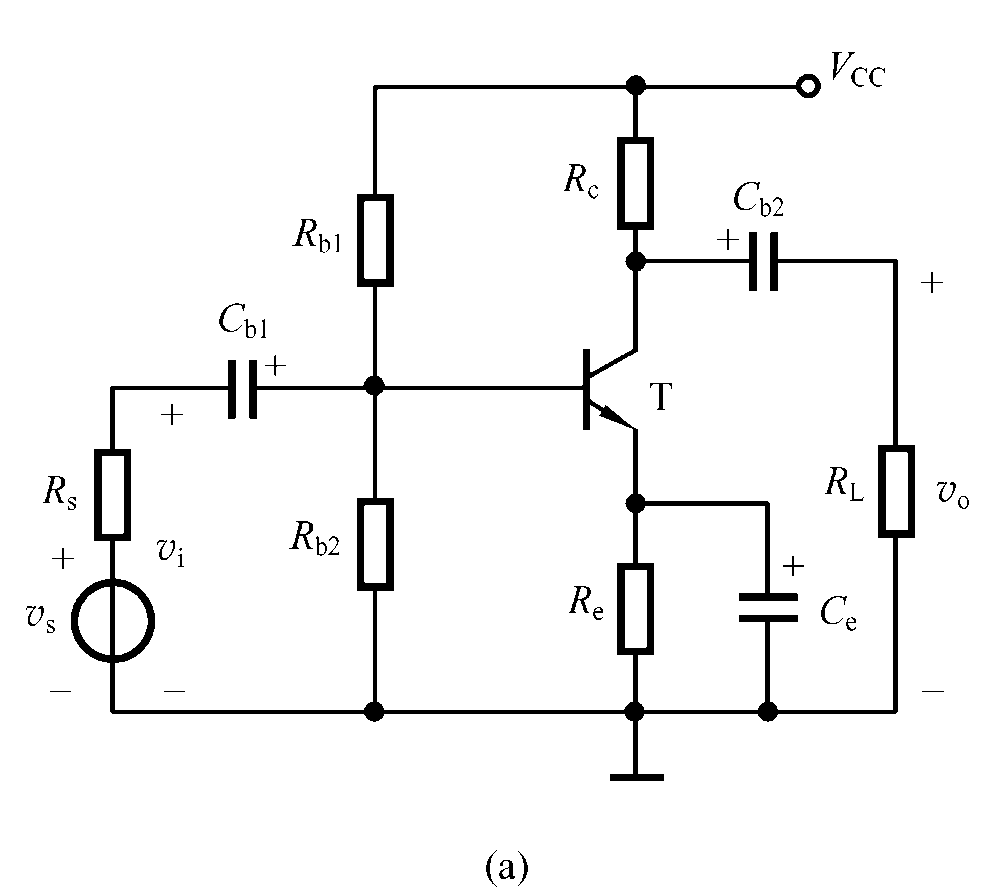 V_CC
R_c
C_b2
+
R_b1
+
C_b1
+
+
T
R_s
R_L
v_o
R_b2
+
v_i
+
R_e
C_e
v_s
−
−
−
(a)